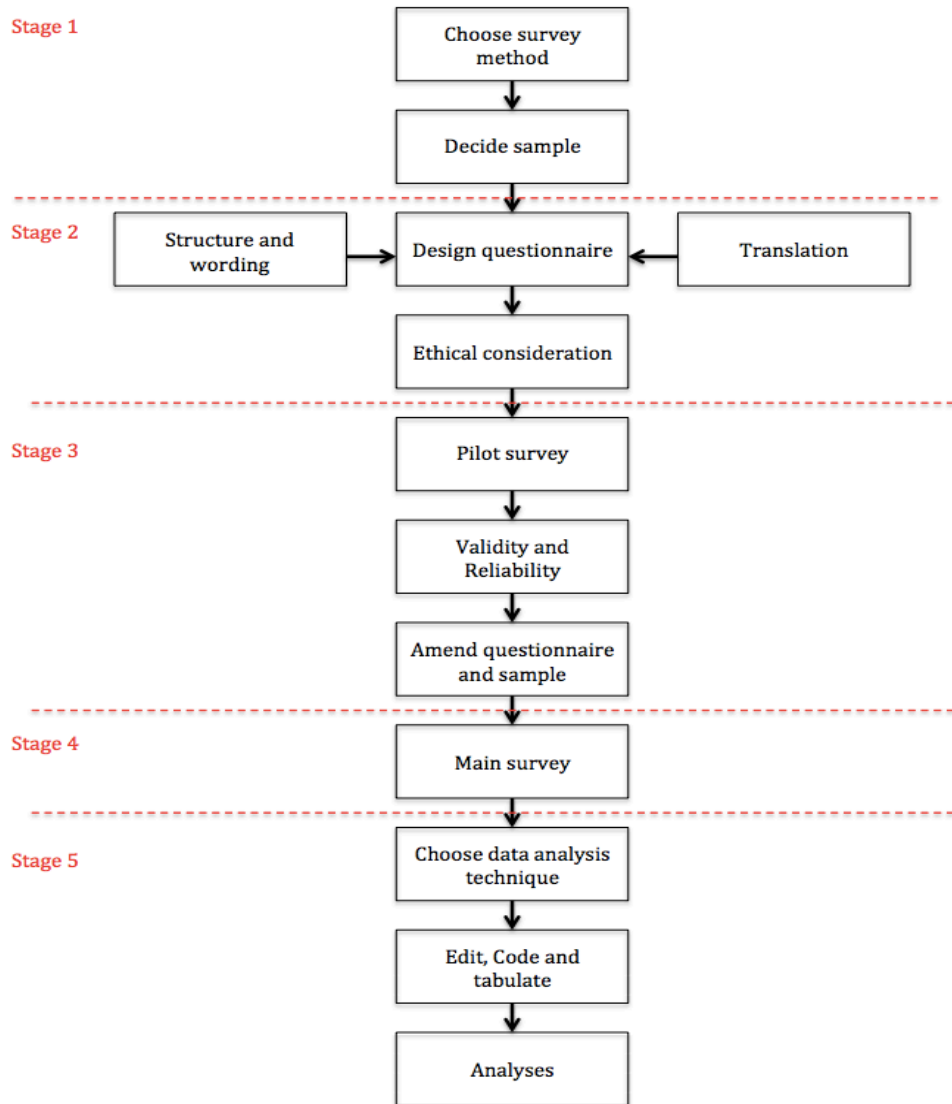 Stage 1
Choose survey
method
Decide sample
Stage 2
Structure and
wording
Design questionnaire
Translation
Ethical consideration
Stage 3
Pilot survey
Validity and
Reliability
Amend questionnaire
and sample
Stage 4
Main survey
Stage 5
Choose data analysis
technique
Edit, Code and
tabulate
Analyses